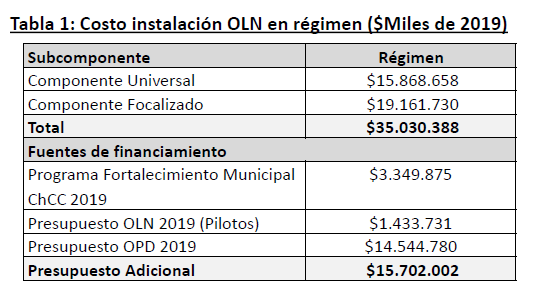 Tabla 1: Costo instalación OLN en régimen ($Miles de 2019)
Subcomponente Régimen
Componente Universal $15.868.658
Componente Focalizado $19.161.730
Total $35.030.388
Fuentes de financiamiento
Programa Fortalecimiento Municipal $3.349.875
ChCC 2019
Presupuesto OLN 2019 (Pilotos) $1.433.731
Presupuesto OPD 2019 $14.544.780
Presupuesto Adicional $15.702.002